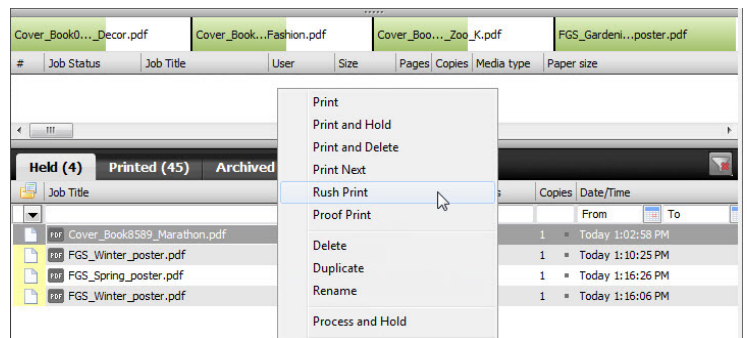 Cover_Book0..._Decor.pdf Cover_Book...Fashion.pdf Cover_Boo..._Zoo_K.pdf FGS_Gardeni...poster.pdf
# Job Status Job Title User Size Pages Copies Media type Paper size
Print
Print and Hold
Print and Delete
Held (4) Printed (45) Archived Print Next
Job Title Rush Print Copies Date/Time
Proof Print From To
PDF Cover_Book8589_Marathon.pdf 1 Today 1:02:58 PM
Delete
PDF FGS_Winter_poster.pdf 1 Today 1:10:25 PM
Duplicate
PDF FGS_Spring_poster.pdf 1 Today 1:16:26 PM
Rename
PDF FGS_Winter_poster.pdf 1 Today 1:16:06 PM
Process and Hold